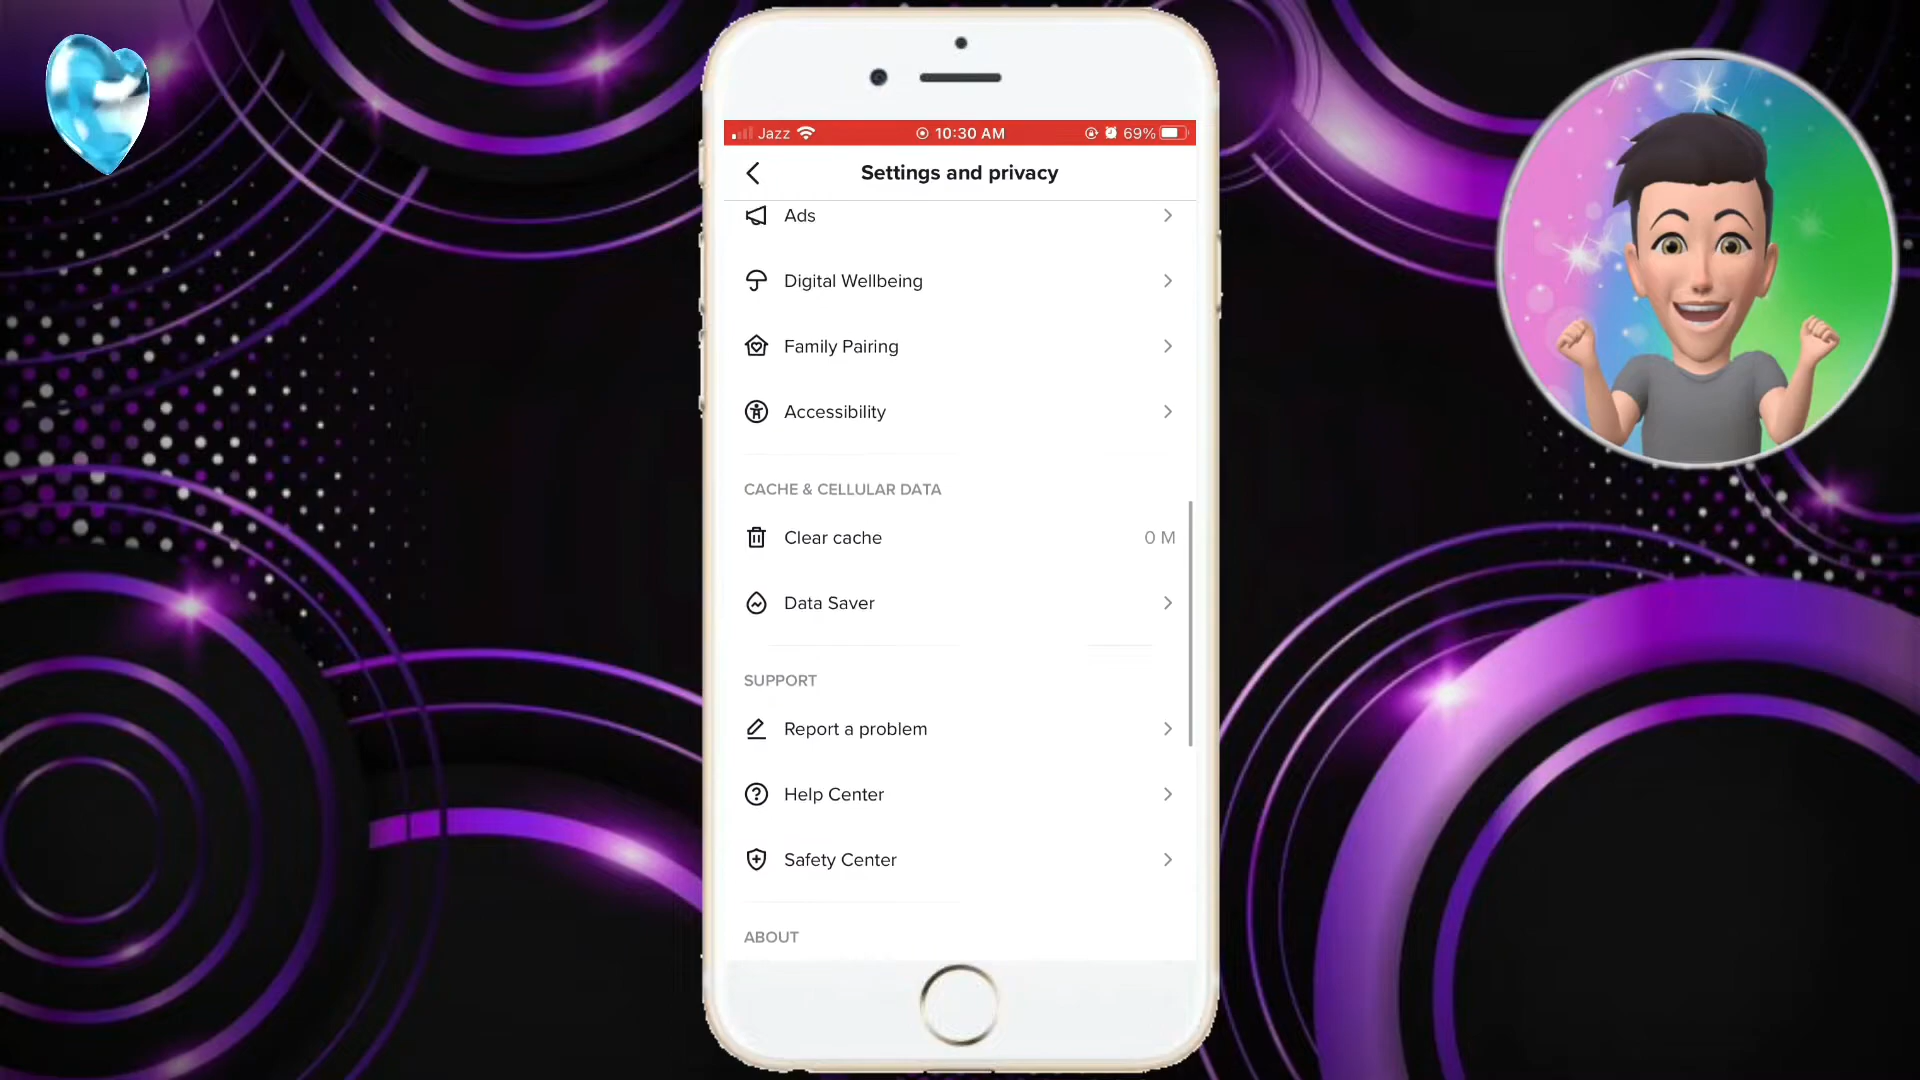 Jazz 10:30 AM 69%
Settings and privacy
Ads
Digital Wellbeing
Family Pairing
Accessibility
CACHE & CELLULAR DATA
Clear cache 0 M
Data Saver
SUPPORT
Report a problem
Help Center
Safety Center
ABOUT